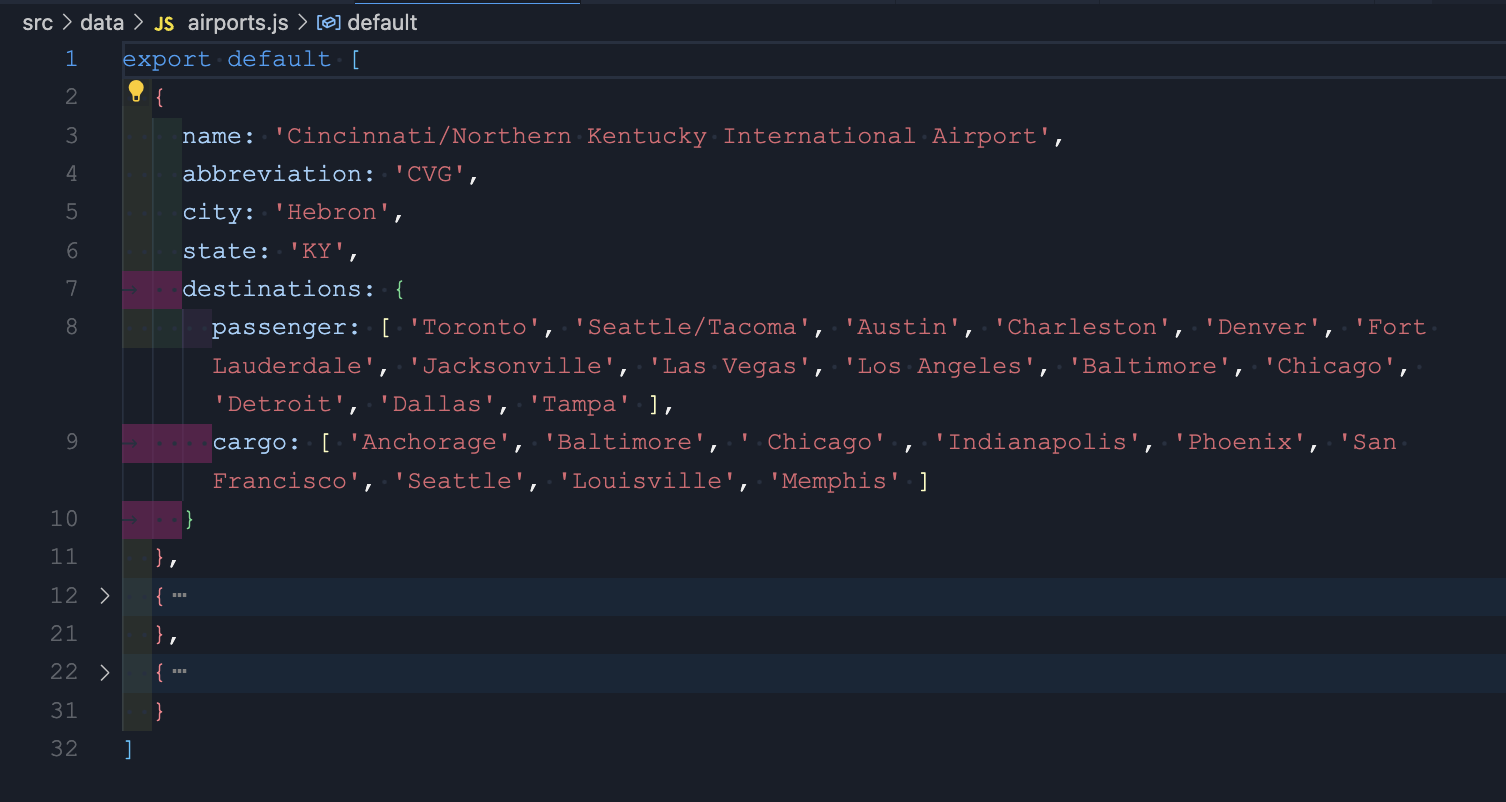 src > data > JS airports.js > default
1 export default [
2 {
3 name: 'Cincinnati/Northern Kentucky International Airport',
4 abbreviation: 'CVG',
5 city: 'Hebron',
6 state: 'KY',
7 destinations: {
8 passenger: [ 'Toronto', 'Seattle/Tacoma', 'Austin', 'Charleston', 'Denver', 'Fort
Lauderdale', 'Jacksonville', 'Las Vegas', 'Los Angeles', 'Baltimore', 'Chicago',
'Detroit', 'Dallas', 'Tampa' ],
9 cargo: [ 'Anchorage', 'Baltimore', ' Chicago' , 'Indianapolis', 'Phoenix', 'San
Francisco', 'Seattle', 'Louisville', 'Memphis' ]
10 }
11 },
12 > { ⋯
21 },
22 > { ⋯
31 }
32 ]